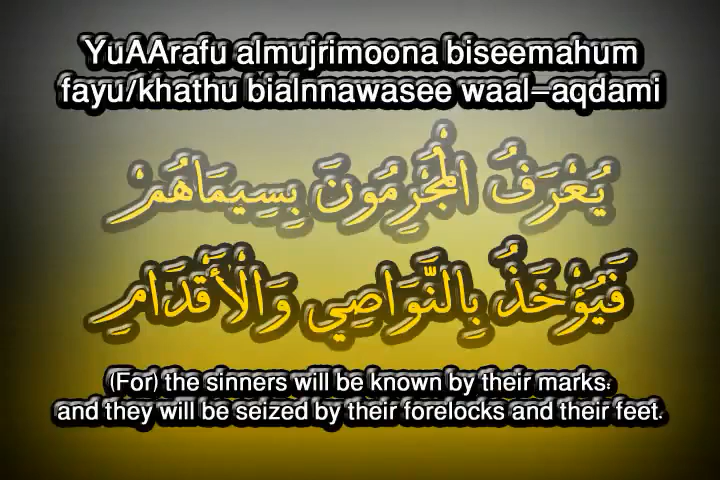 YuAArafu almujrimoona biseemahum
fayu/khathu bialnnawasee waal-aqdami
يُعْرَفُ الْمُجْرِمُونَ بِسِيمَاهُمْ
فَيُؤْخَذُ بِالنَّوَاصِي وَالْأَقْدَامِ
(For) the sinners will be known by their marks:
and they will be seized by their forelocks and their feet.